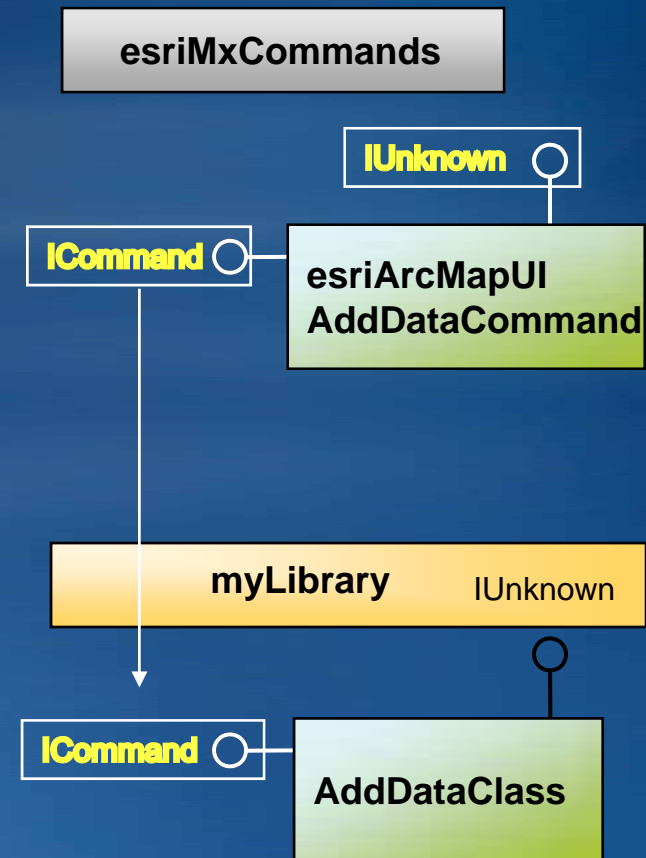 esriMxCommands
IUnknown
ICommand
esriArcMapUI
AddDataCommand
myLibrary
IUnknown
ICommand
AddDataClass